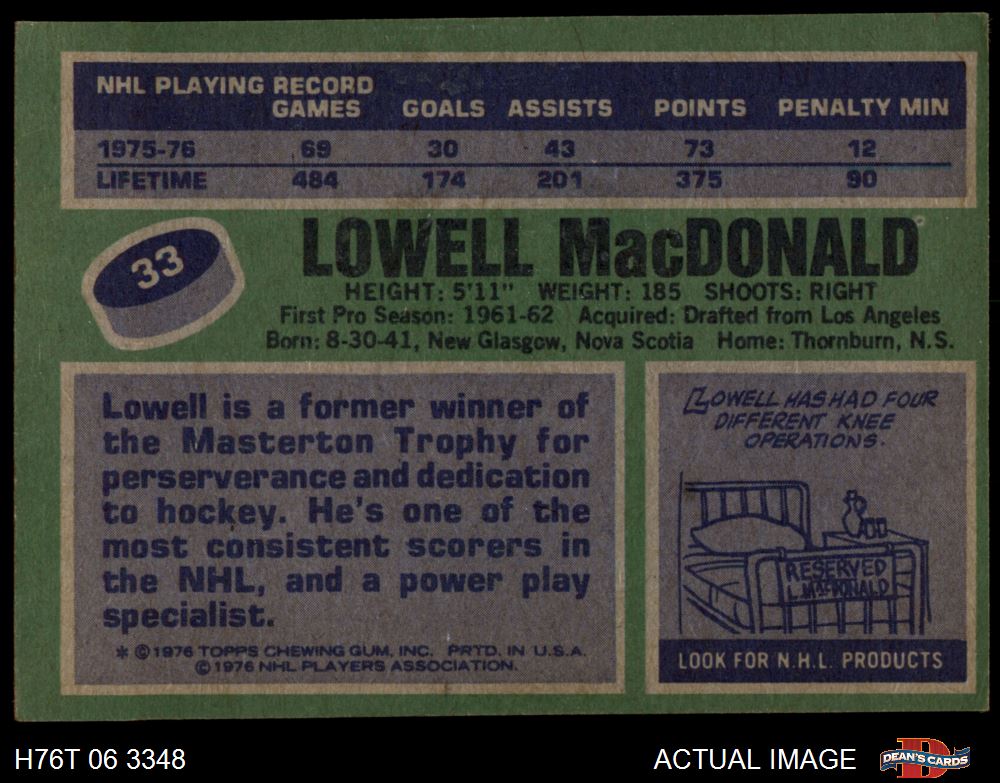 NHL PLAYING RECORD
GAMES GOALS ASSISTS POINTS PENALTY MIN
1975-76 69 30 43 73 12
LIFETIME 484 174 201 375 90
33
LOWELL MacDONALD
HEIGHT: 5'11" WEIGHT: 185 SHOOTS: RIGHT
First Pro Season: 1961-62 Acquired: Drafted from Los Angeles
Born: 8-30-41, New Glasgow, Nova Scotia Home: Thornburn, N.S.
Lowell is a former winner of
the Masterton Trophy for
perserverance and dedication
to hockey. He's one of the
most consistent scorers in
the NHL, and a power play
specialist.
* ©1976 TOPPS CHEWING GUM, INC. PRTD. IN U.S.A.
©1976 NHL PLAYERS ASSOCIATION.
LOWELL HAS HAD FOUR
DIFFERENT KNEE
OPERATIONS.
RESERVED
L. MacDONALD
LOOK FOR N.H.L. PRODUCTS
H76T 06 3348
ACTUAL IMAGE
D
DEAN'S CARDS